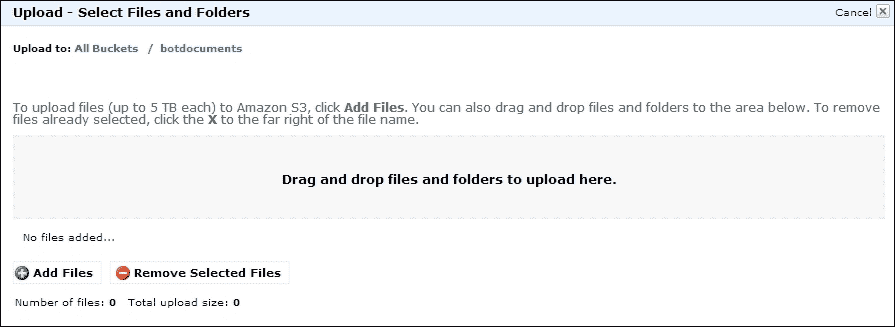 Upload - Select Files and Folders
Cancel
Upload to: All Buckets / botdocuments
To upload files (up to 5 TB each) to Amazon S3, click Add Files. You can also drag and drop files and folders to the area below. To remove
files already selected, click the X to the far right of the file name.
Drag and drop files and folders to upload here.
No files added...
Add Files
Remove Selected Files
Number of files: 0 Total upload size: 0